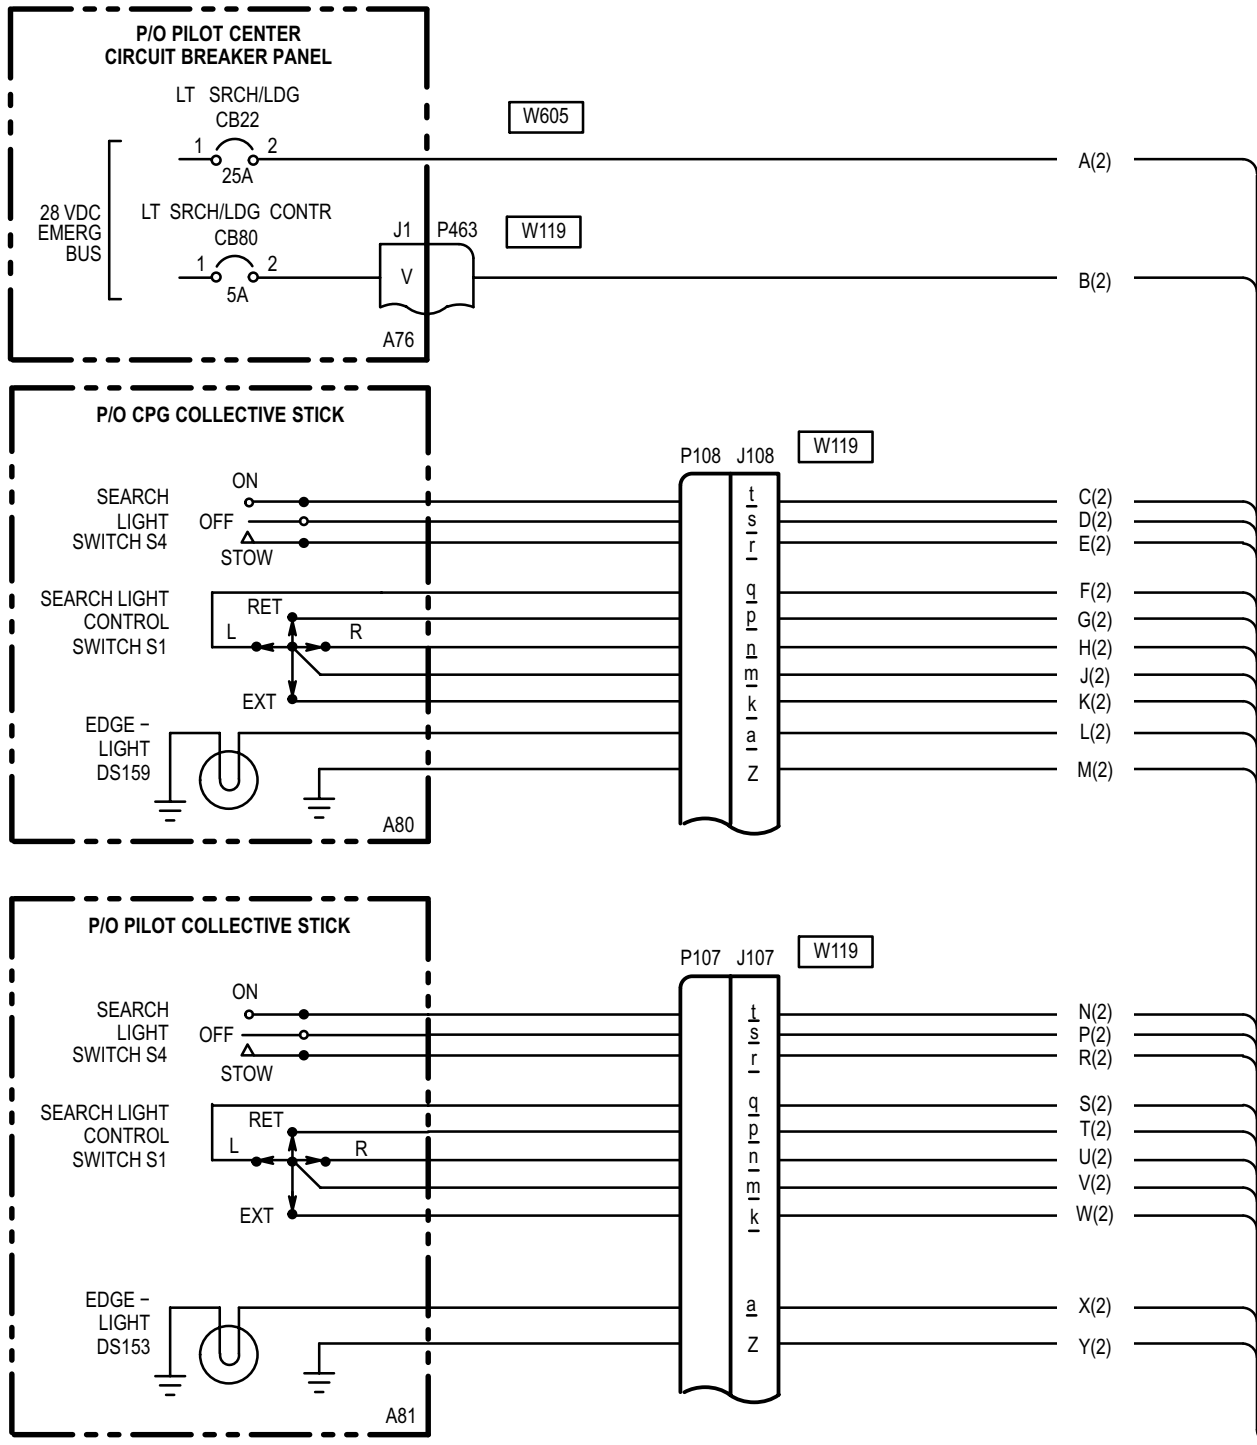 P/O PILOT CENTER
CIRCUIT BREAKER PANEL
LT SRCH/LDG
CB22
1 2
25A
W605
A(2)
28 VDC
EMERG
BUS
LT SRCH/LDG CONTR
CB80
1 2
5A
J1 P463
V
W119
B(2)
A76
P/O CPG COLLECTIVE STICK
P108 J108
W119
SEARCH
LIGHT
SWITCH S4
ON
OFF
STOW
t C(2)
s D(2)
r E(2)
SEARCH LIGHT
CONTROL
SWITCH S1
RET
L R
EXT
q F(2)
p G(2)
n H(2)
m J(2)
k K(2)
EDGE –
LIGHT
DS159
a L(2)
Z M(2)
A80
P/O PILOT COLLECTIVE STICK
P107 J107
W119
SEARCH
LIGHT
SWITCH S4
ON
OFF
STOW
t N(2)
s P(2)
r R(2)
SEARCH LIGHT
CONTROL
SWITCH S1
RET
L R
EXT
q S(2)
p T(2)
n U(2)
m V(2)
k W(2)
EDGE –
LIGHT
DS153
a X(2)
Z Y(2)
A81